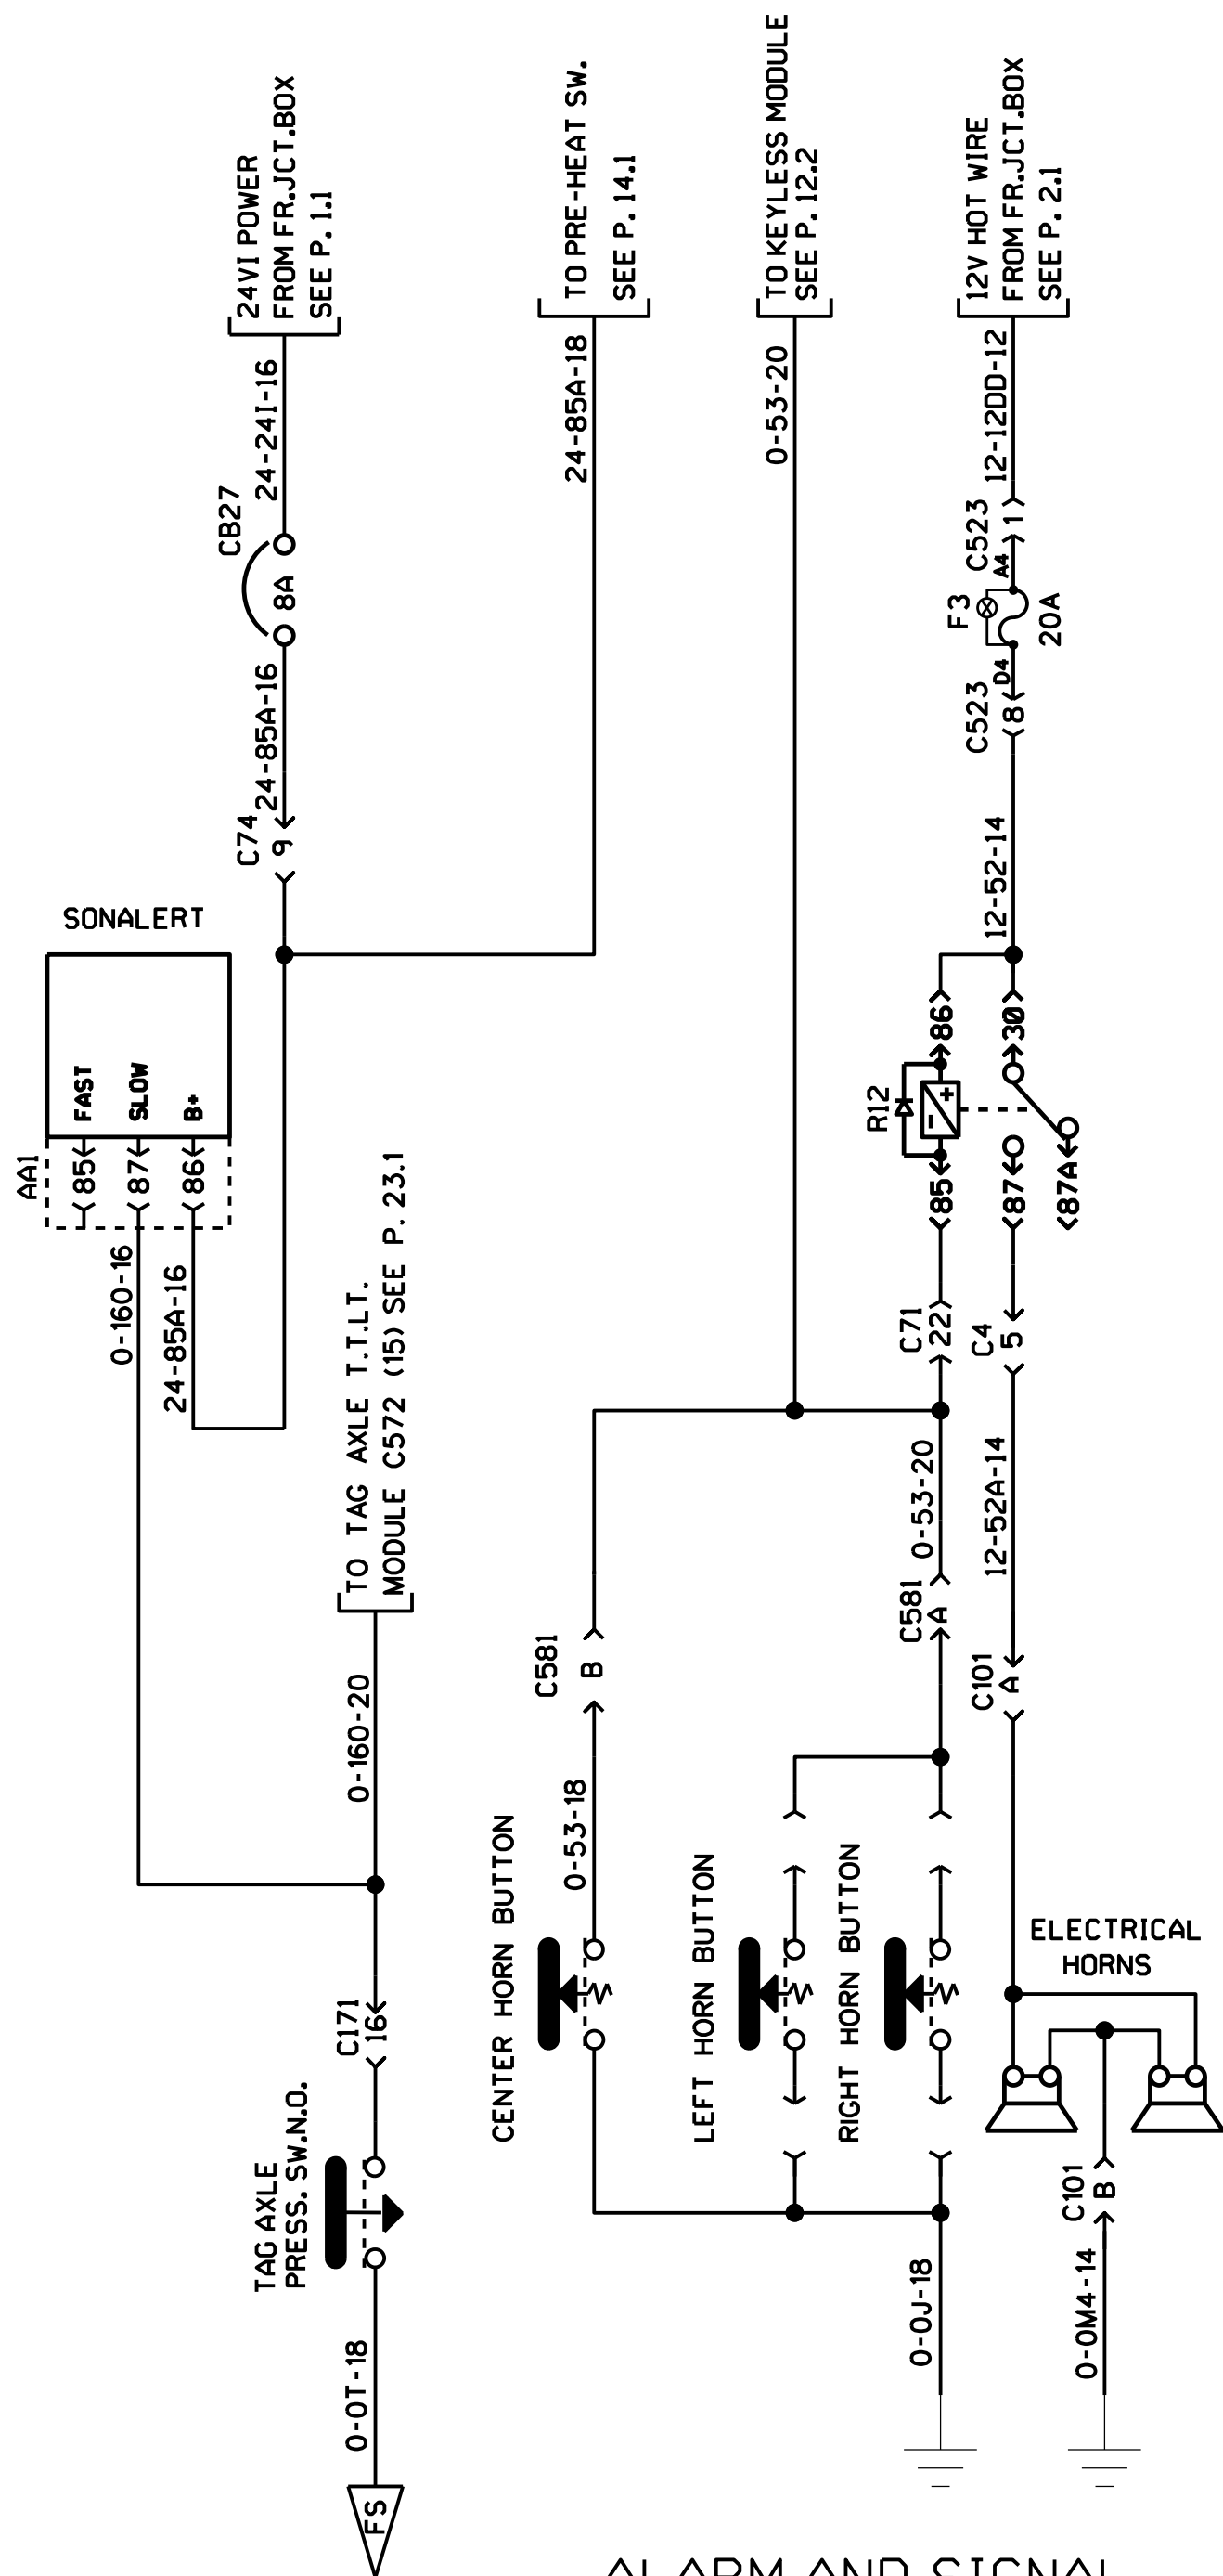 24VI POWER
FROM FR.JCT.BOX
SEE P. 1.1
24-24I-16
CB27
8A
24-85A-16
C74
9
TO PRE-HEAT SW.
SEE P. 14.1
24-85A-18
TO KEYLESS MODULE
SEE P. 12.2
0-53-20
12V HOT WIRE
FROM FR.JCT.BOX
SEE P. 2.1
12-12DD-12
C523
1
A4
F3
20A
D4
C523
8
12-52-14
SONALERT
FAST
SLOW
B+
AA1
85
87
86
0-160-16
24-85A-16
R12
86
30
85
87
87A
C71
22
C4
5
TO TAG AXLE T.T.LT.
MODULE C572 (15) SEE P. 23.1
0-160-20
0-53-20
12-52A-14
C581
B
C581
A
C101
A
0-53-18
CENTER HORN BUTTON
LEFT HORN BUTTON
RIGHT HORN BUTTON
ELECTRICAL
HORNS
C171
16
TAG AXLE
PRESS. SW.N.O.
C101
B
0-0T-18
0-0J-18
0-0M4-14
FS
ALARM AND SIGNAL